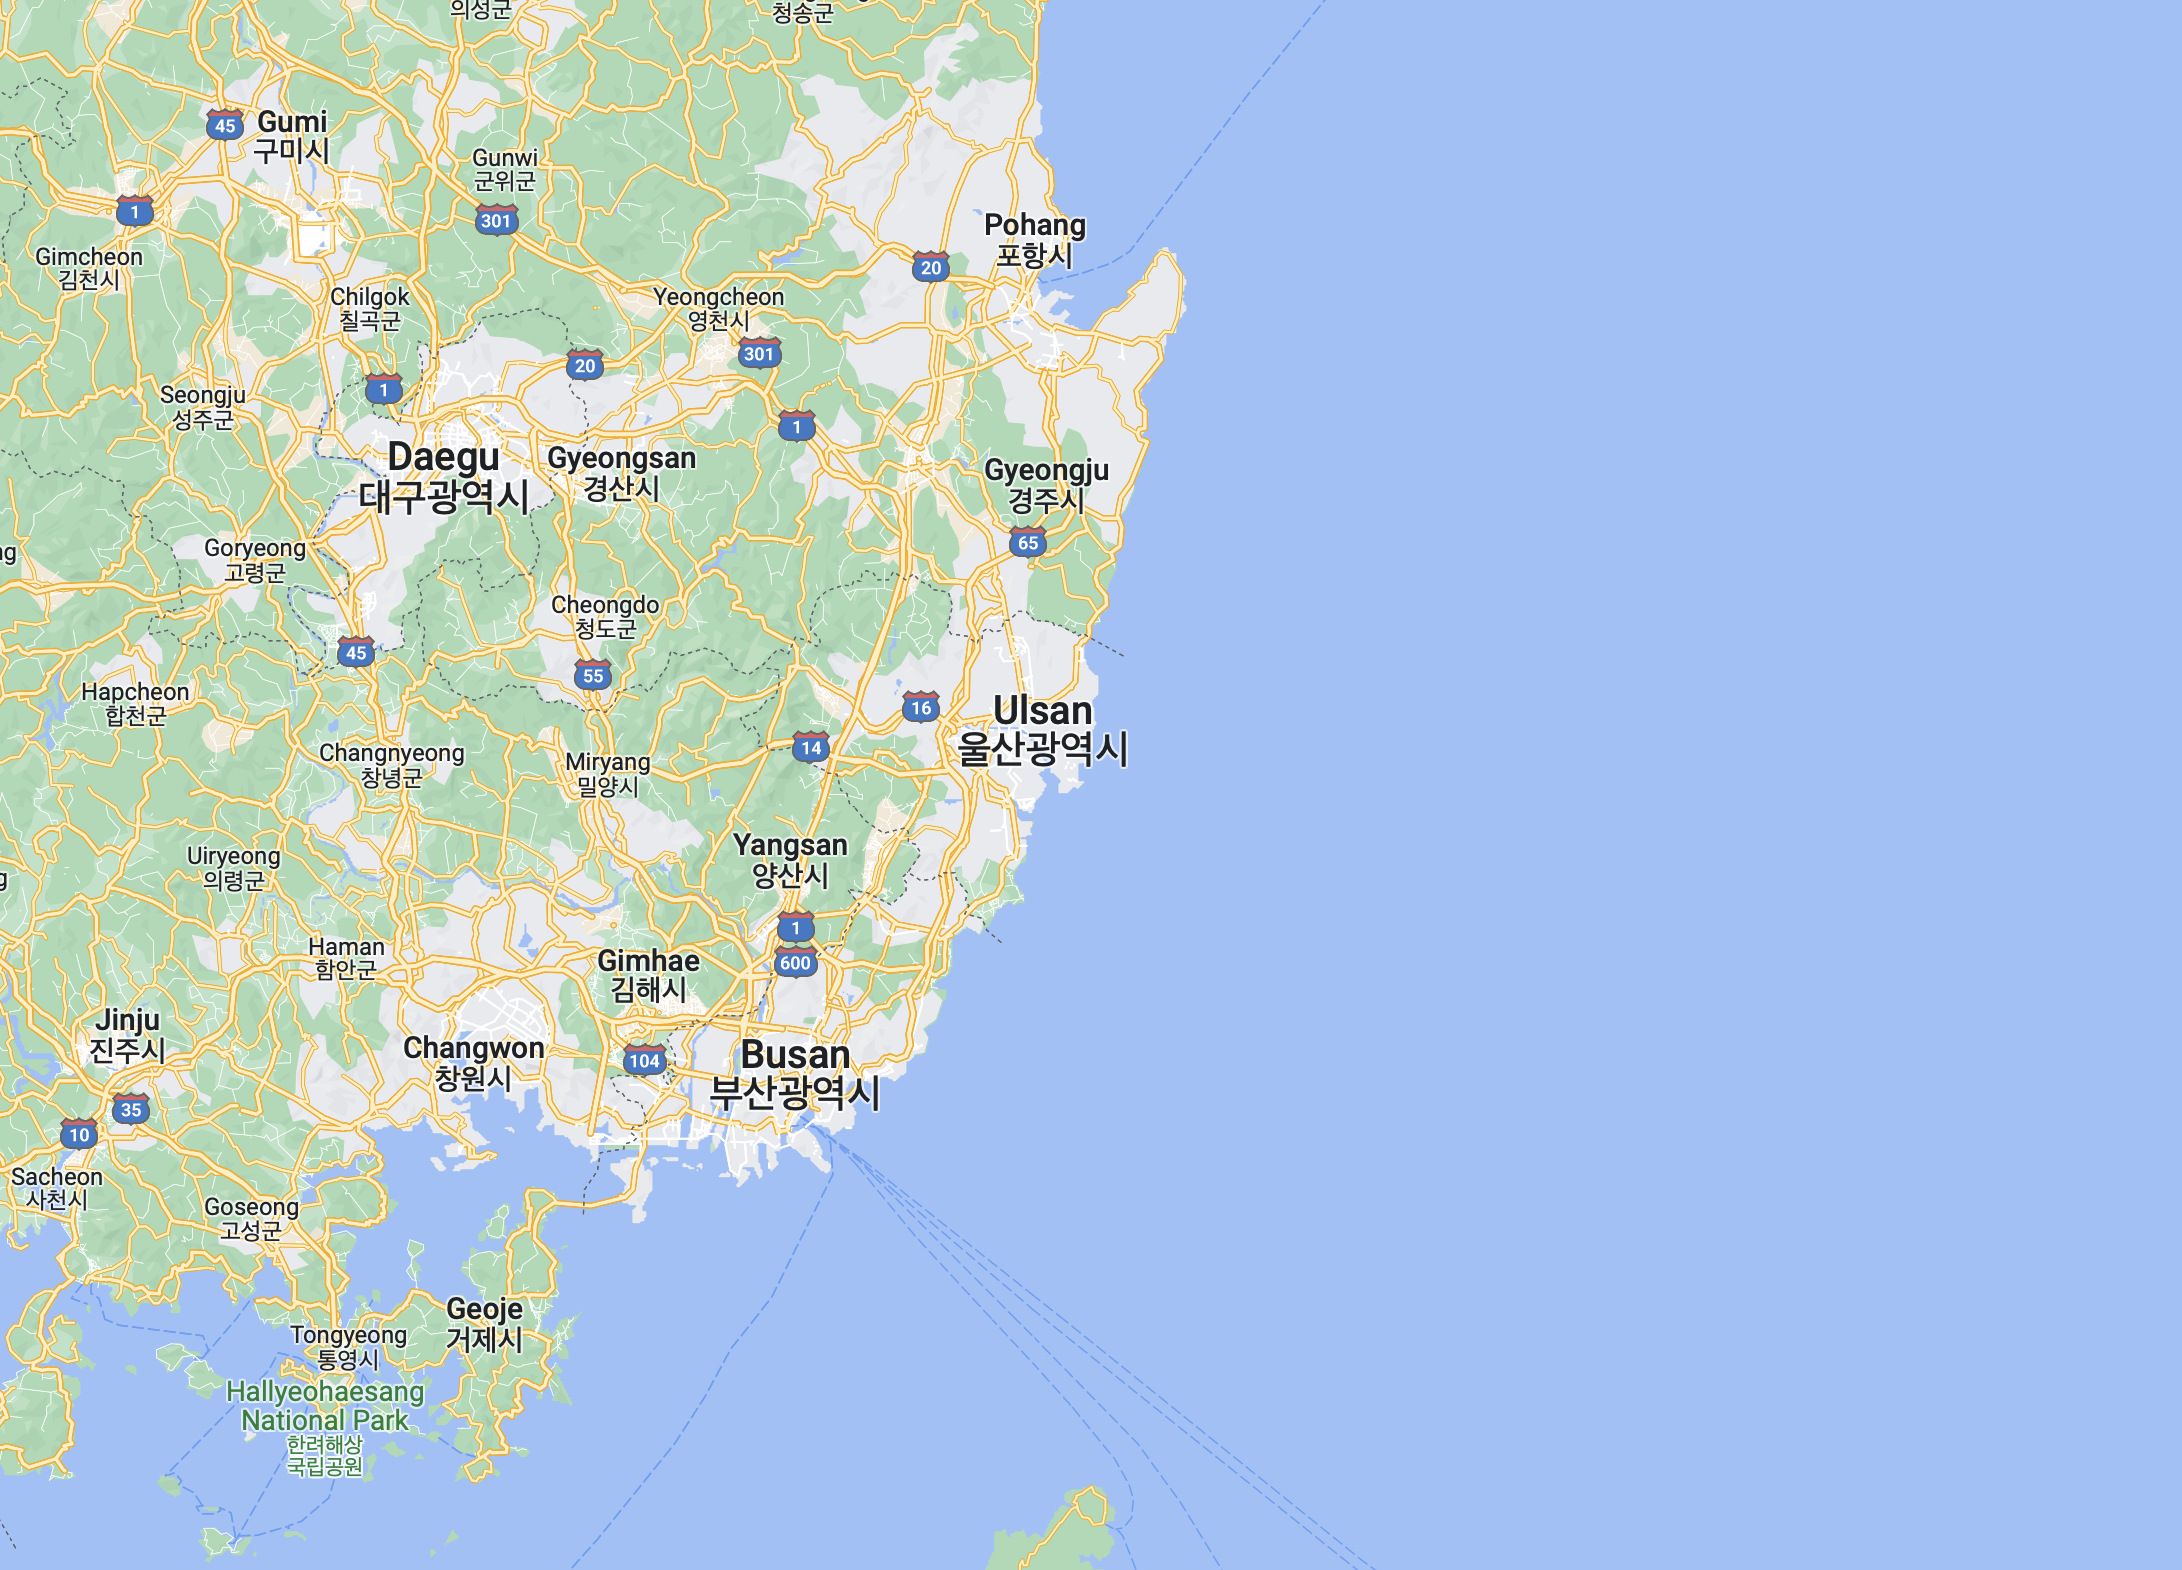 의성군
청송군
45
Gumi
구미시
Gunwi
군위군
1
301
Pohang
포항시
Gimcheon
김천시
20
Chilgok
칠곡군
Yeongcheon
영천시
301
20
1
Seongju
성주군
1
Daegu
대구광역시
Gyeongsan
경산시
Gyeongju
경주시
65
Goryeong
고령군
Cheongdo
청도군
45
55
Hapcheon
합천군
16
Ulsan
울산광역시
14
Changnyeong
창녕군
Miryang
밀양시
Yangsan
양산시
Uiryeong
의령군
1
Haman
함안군
Gimhae
김해시
600
Jinju
진주시
Changwon
창원시
104
Busan
부산광역시
35
10
Sacheon
사천시
Goseong
고성군
Geoje
거제시
Tongyeong
통영시
Hallyeohaesang
National Park
한려해상
국립공원